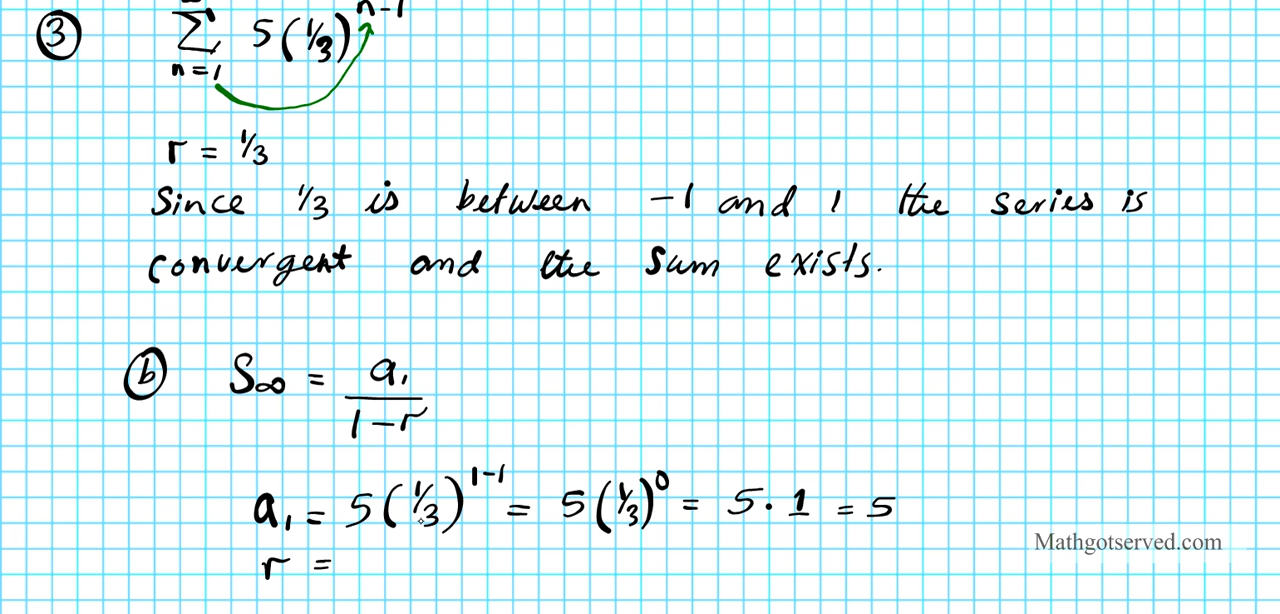 ③ Σ n=1 5(1/3)^n-1
r = 1/3
Since 1/3 is between -1 and 1 the series is
convergent and the sum exists.
ⓑ S∞ = a₁ / 1-r
a₁ = 5(1/3)^1-1 = 5(1/3)^0 = 5 · 1 = 5
r =
Mathgotserved.com